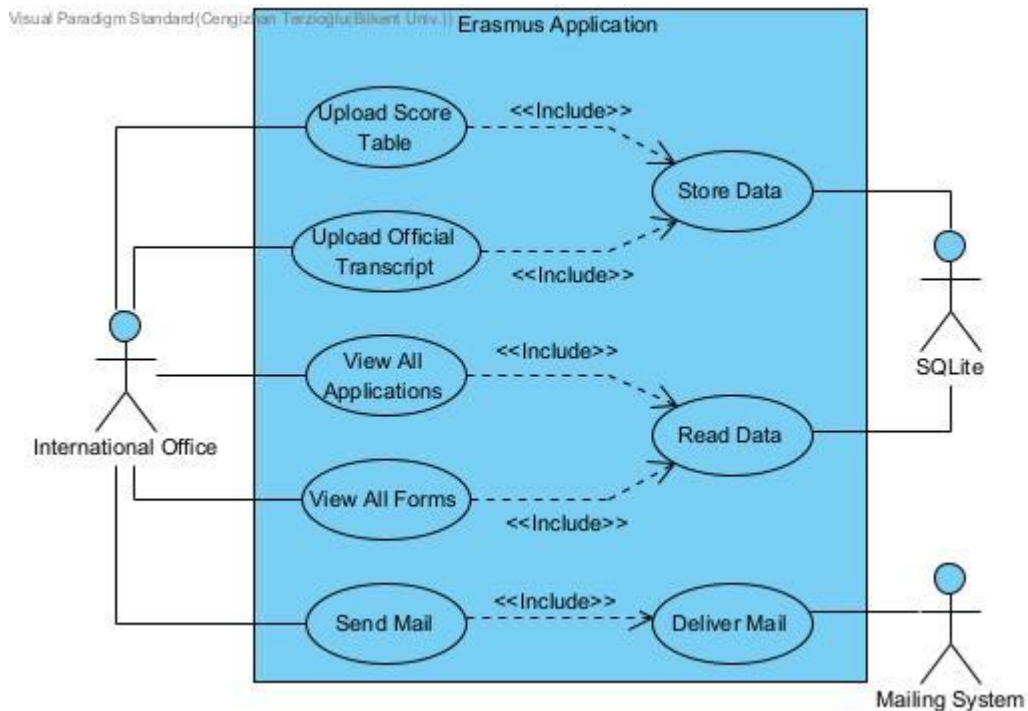 Visual Paradigm Standard(Cengizhan Terzioğlu(Bilkent Univ.))
Erasmus Application
Upload Score
Table
<<Include>>
Store Data
Upload Official
Transcript
<<Include>>
SQLite
View All
Applications
<<Include>>
Read Data
International Office
View All Forms
<<Include>>
Send Mail
<<Include>>
Deliver Mail
Mailing System